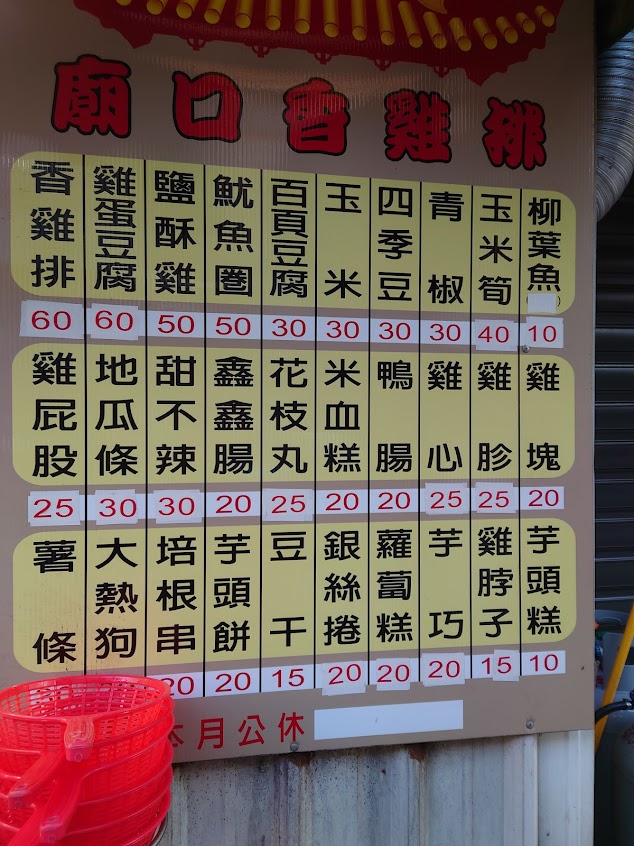 廟口香雞排
香雞排 雞蛋豆腐 鹽酥雞 魷魚圈 百頁豆腐 玉米 四季豆 青椒 玉米筍 柳葉魚
60 60 50 50 30 30 30 30 40 10
雞屁股 地瓜條 甜不辣 鑫鑫腸 花枝丸 米血糕 鴨腸 雞心 雞胗 雞塊
25 30 30 20 25 20 20 25 25 20
薯條 大熱狗 培根串 芋頭餅 豆干 銀絲捲 蘿蔔糕 芋巧 雞脖子 芋頭糕
20 20 15 20 20 20 15 10
本月公休